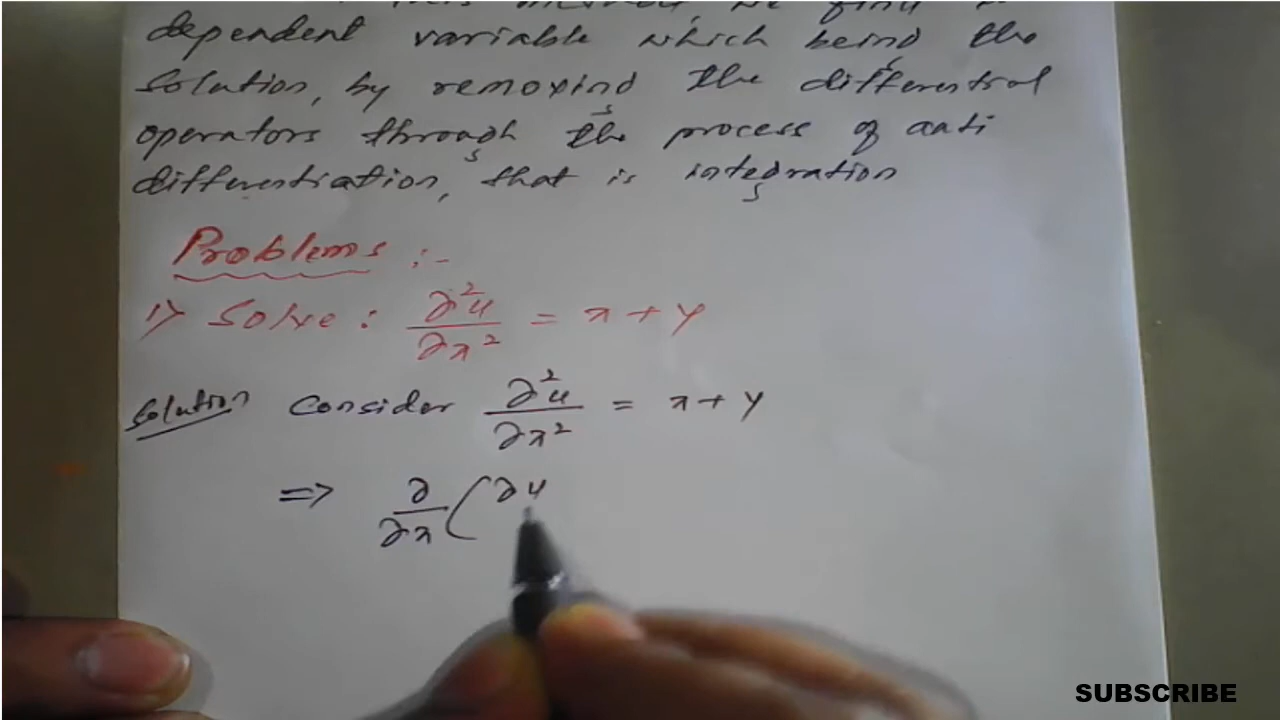 dependent variable which being the
solution, by removing the differential
operators through the process of anti
differentiation, that is integration
Problems :-
1) Solve : ∂²u/∂x² = x + y
Solution Consider ∂²u/∂x² = x + y
=> ∂/∂x ( ∂u
SUBSCRIBE